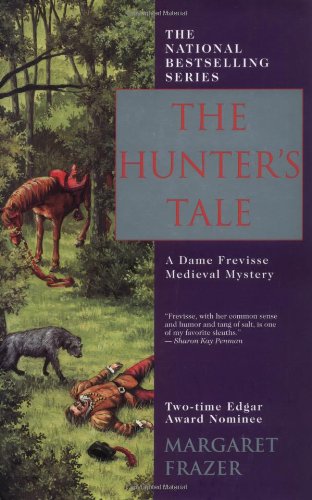 THE
NATIONAL
BESTSELLING
SERIES
THE
HUNTER'S
TALE
A Dame Frevisse
Medieval Mystery
"Frevisse, with her common sense
and humor and tang of salt, is one
of my favorite sleuths."
— Sharon Kay Penman
Two-time Edgar
Award Nominee
MARGARET
FRAZER